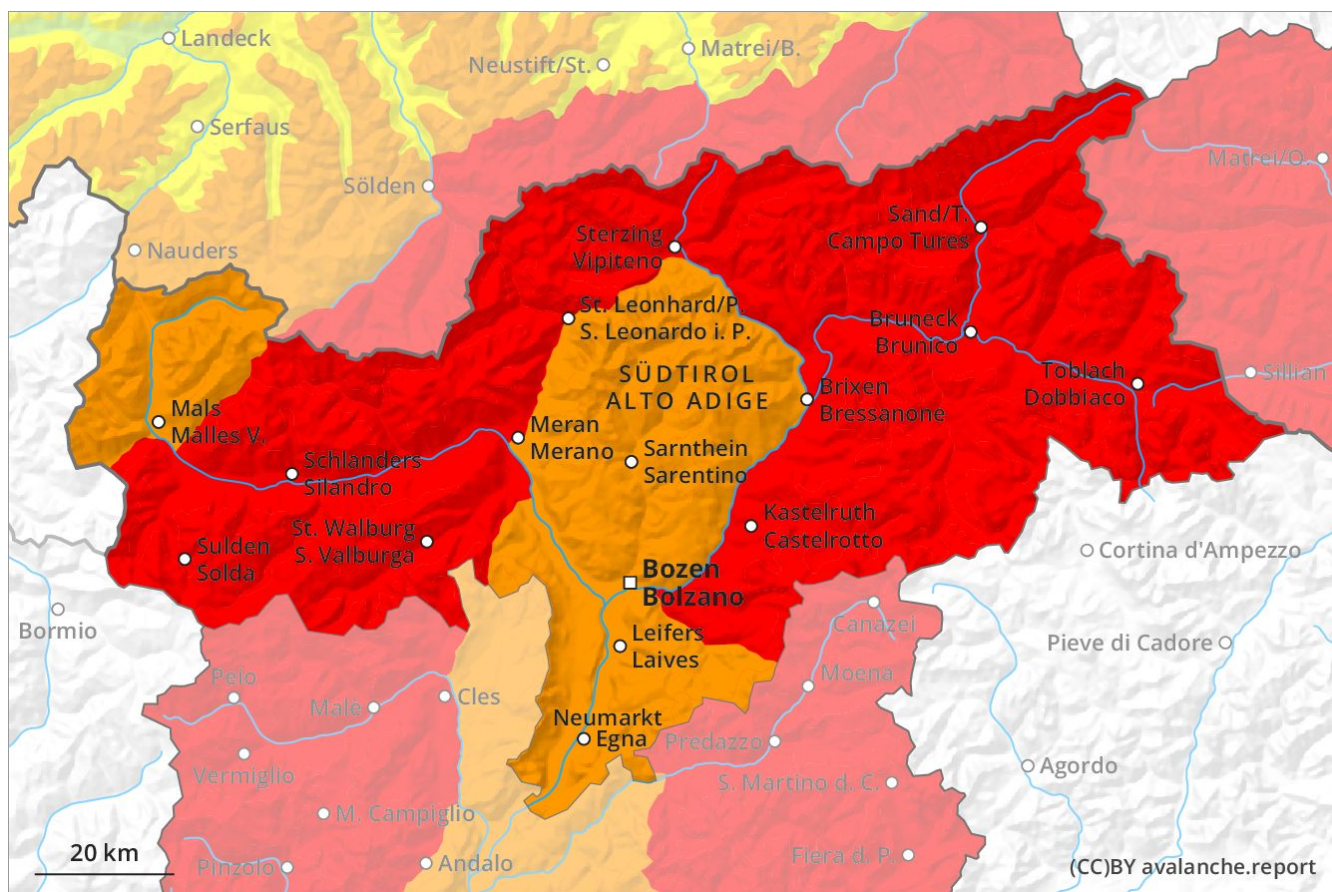 Landeck
Matrei/B.
Neustift/St.
Serfaus
Matrei/O.
Sölden
Sand/T.
Campo Tures
Sterzing
Vipiteno
Nauders
St. Leonhard/P.
S. Leonardo i. P.
Bruneck
Brunico
SÜDTIROL
ALTO ADIGE
Toblach
Dobbiaco
Sillian
Brixen
Bressanone
Mals
Malles V.
Meran
Merano
Sarnthein
Sarentino
Schlanders
Silandro
Kastelruth
Castelrotto
St. Walburg
S. Valburga
Sulden
Solda
Cortina d'Ampezzo
Bozen
Bolzano
Bormio
Canazei
Leifers
Laives
Pieve di Cadore
Peio
Malè
Cles
Moena
Neumarkt
Egna
Predazzo
Vermiglio
Agordo
S. Martino d. C.
M. Campiglio
20 km
Pinzolo
Andalo
Fiera d. P.
(CC)BY avalanche.report